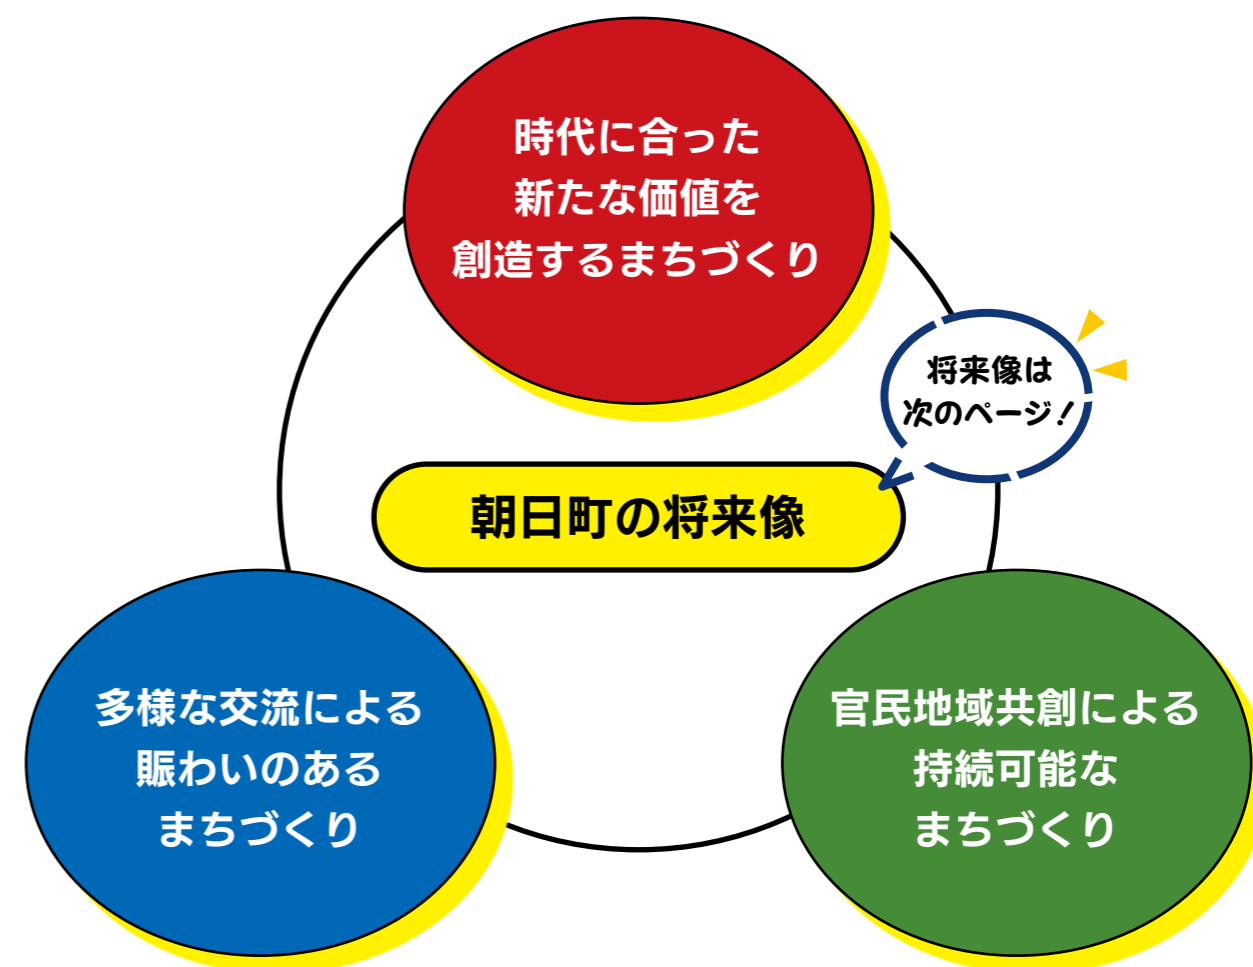 時代に合った
新たな価値を
創造するまちづくり
将来像は
次のページ!
朝日町の将来像
多様な交流による
賑わいのある
まちづくり
官民地域共創による
持続可能な
まちづくり